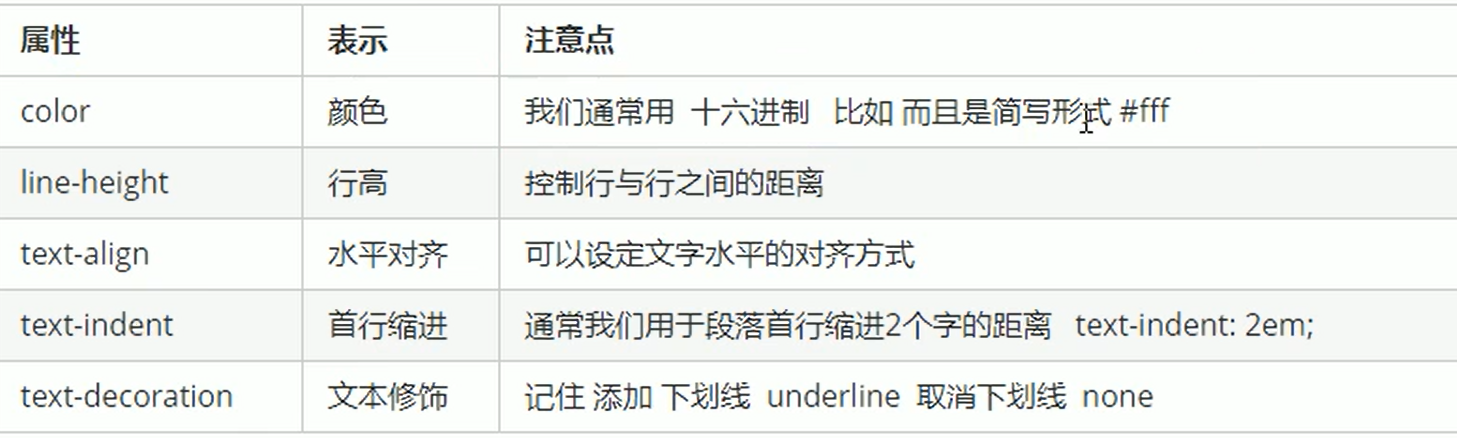 属性 表示 注意点
color 颜色 我们通常用 十六进制 比如 而且是简写形式 #fff
line-height 行高 控制行与行之间的距离
text-align 水平对齐 可以设定文字水平的对齐方式
text-indent 首行缩进 通常我们用于段落首行缩进2个字的距离 text-indent: 2em;
text-decoration 文本修饰 记住 添加 下划线 underline 取消下划线 none